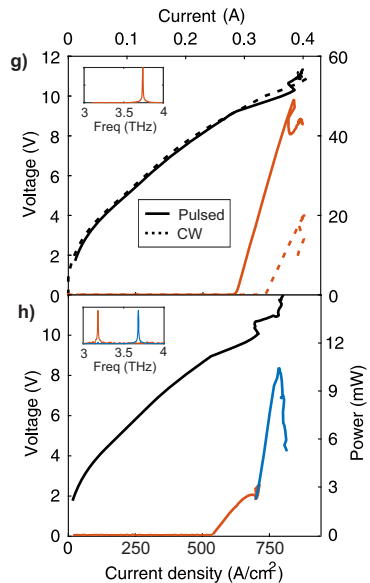 Current (A)
0 0.1 0.2 0.3 0.4
g)
12 60
10
8 40
6
4 20
2
0 0
Voltage (V)
3 3.5 4
Freq (THz)
Pulsed
CW
h)
10 12
8 9
6
4 6
2 3
0 0
Voltage (V)
Power (mW)
3 3.5 4
Freq (THz)
0 250 500 750
Current density (A/cm²)